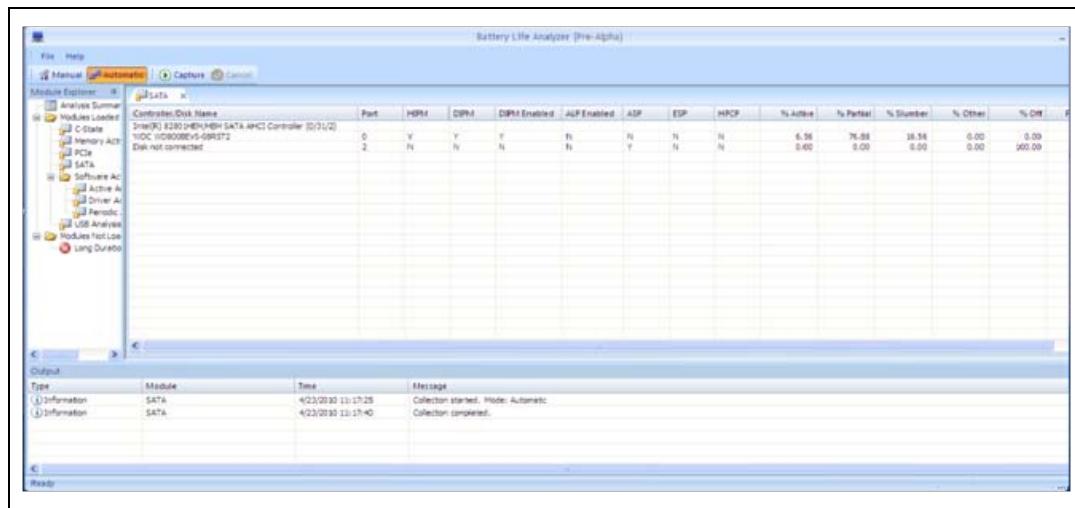 Battery Life Analyzer (Pre-Alpha)
File Help
Manual Automatic Capture Cancel
Module Explorer
SATA x
Analysis Summar
Modules Loaded
C-State
Memory Acti
PCIe
SATA
Software Ac
Active A
Driver A
Periodic
USB Analysis
Modules Not Loa
Long Duratio
Controller/Disk Name Port HIPM DIPM DIPM Enabled ALP Enabled ASP ESP HPCP % Active % Partial % Slumber % Other % Off
SATA AHCI Controller (0/31/2)
WDC 0 Y Y Y N N N N 6.56 76.88 16.56 0.00 0.00
Disk not connected 2 N N N N Y N N 0.00 0.00 0.00 0.00 100.00
Output
Type Module Time Message
Information SATA 4/23/2010 11:17:25 Collection started. Mode: Automatic
Information SATA 4/23/2010 11:17:40 Collection completed.
Ready